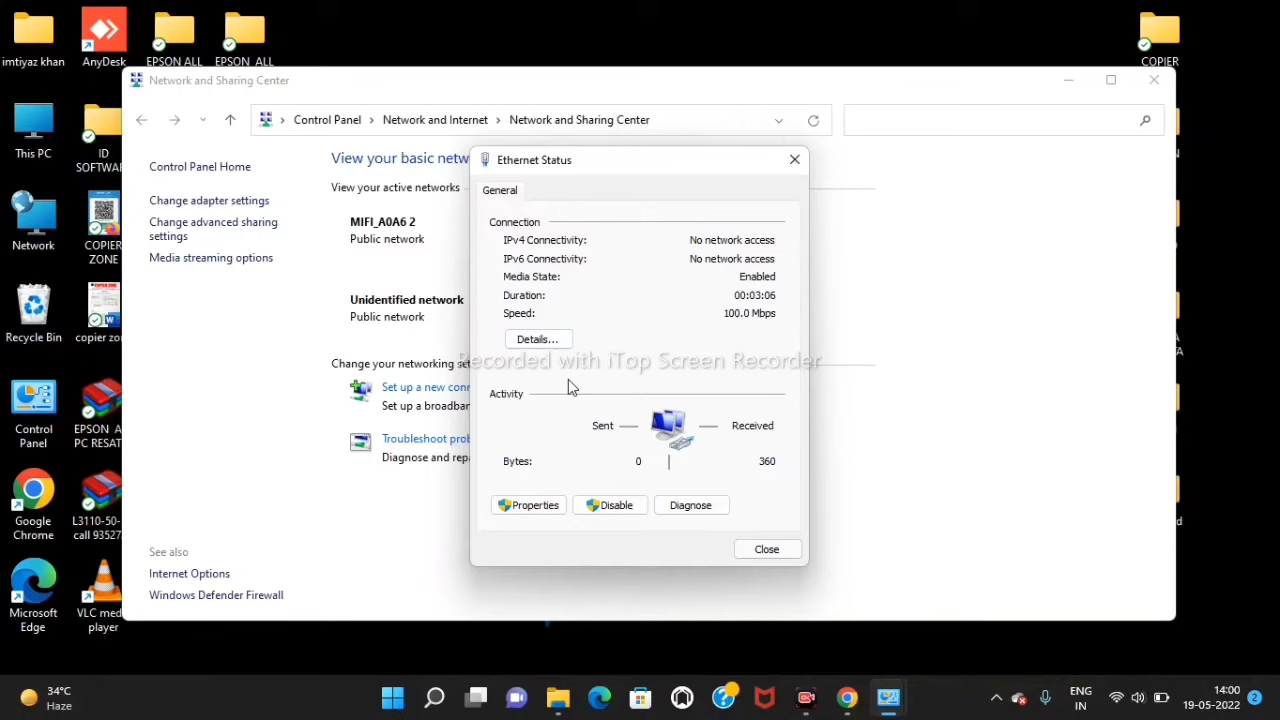 imtiyaz khan
AnyDesk
EPSON ALL
EPSON ALL
COPIER
Network and Sharing Center
Control Panel > Network and Internet > Network and Sharing Center
This PC
ID SOFTWA
Network
COPIER ZONE
Recycle Bin
copier zo
Control Panel
EPSON A
PC RESAT
Google Chrome
L3110-50-
call 93527
Microsoft Edge
VLC med
player
Control Panel Home
Change adapter settings
Change advanced sharing
settings
Media streaming options
See also
Internet Options
Windows Defender Firewall
View your basic netw
View your active networks
MIFI_A0A6 2
Public network
Unidentified network
Public network
Change your networking se
Set up a new conn
Set up a broadban
Troubleshoot prob
Diagnose and repa
Ethernet Status
General
Connection
IPv4 Connectivity: No network access
IPv6 Connectivity: No network access
Media State: Enabled
Duration: 00:03:06
Speed: 100.0 Mbps
Details...
Recorded with iTop Screen Recorder
Activity
Sent
Received
Bytes: 0 360
Properties
Disable
Diagnose
Close
34°C
Haze
ENG
IN
14:00
19-05-2022
2